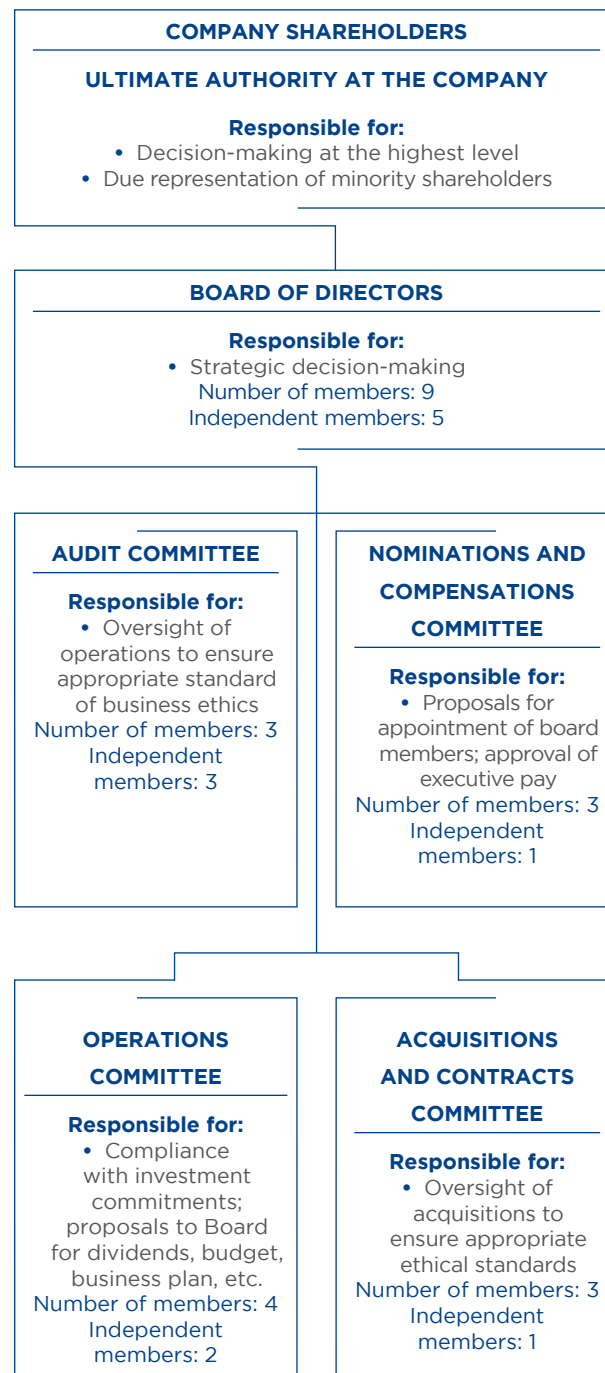 COMPANY SHAREHOLDERS
ULTIMATE AUTHORITY AT THE COMPANY
Responsible for:
• Decision-making at the highest level
• Due representation of minority shareholders
BOARD OF DIRECTORS
Responsible for:
• Strategic decision-making
Number of members: 9
Independent members: 5
AUDIT COMMITTEE
Responsible for:
• Oversight of
operations to ensure
appropriate standard
of business ethics
Number of members: 3
Independent
members: 3
NOMINATIONS AND
COMPENSATIONS
COMMITTEE
Responsible for:
• Proposals for
appointment of board
members; approval of
executive pay
Number of members: 3
Independent
members: 1
OPERATIONS
COMMITTEE
Responsible for:
• Compliance
with investment
commitments;
proposals to Board
for dividends, budget,
business plan, etc.
Number of members: 4
Independent
members: 2
ACQUISITIONS
AND CONTRACTS
COMMITTEE
Responsible for:
• Oversight of
acquisitions to
ensure appropriate
ethical standards
Number of members: 3
Independent
members: 1